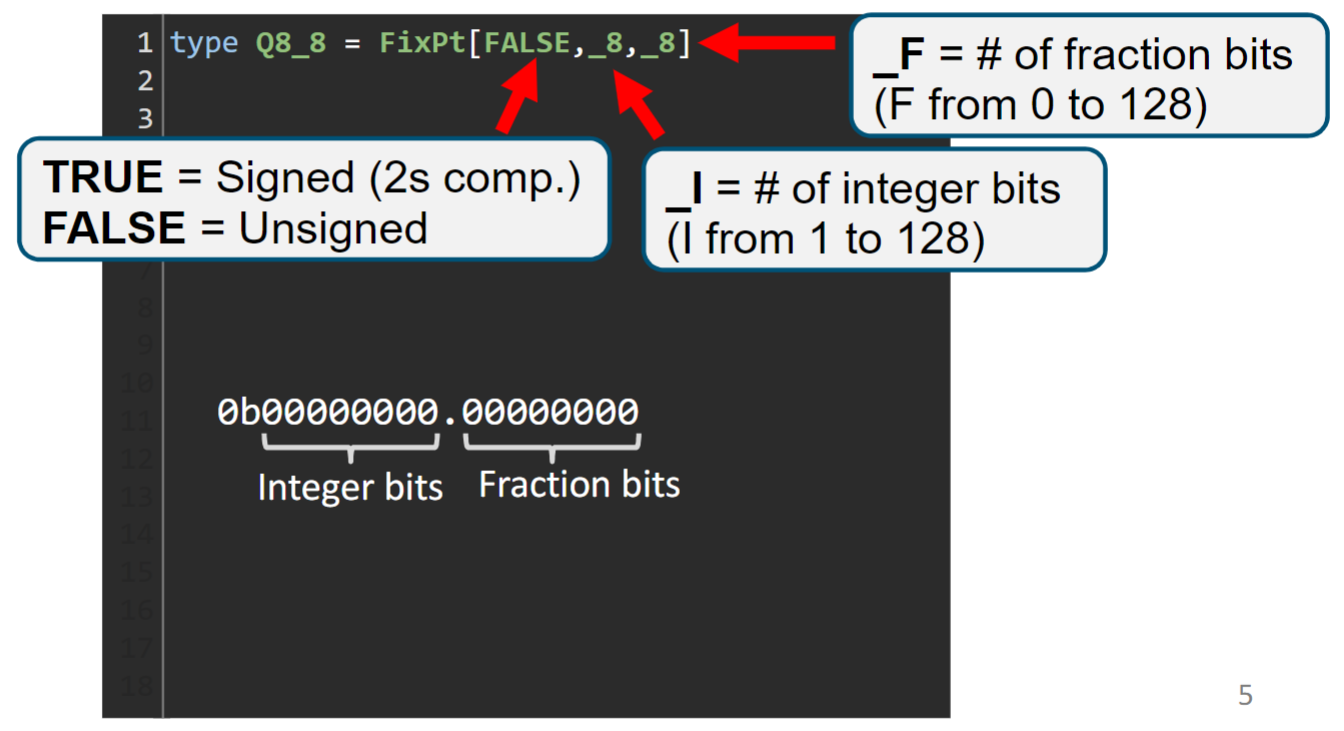 1 type Q8_8 = FixPt[FALSE,_8,_8]
2
3
_F = # of fraction bits
(F from 0 to 128)
TRUE = Signed (2s comp.)
FALSE = Unsigned
_I = # of integer bits
(I from 1 to 128)
7
8
9
10
11
0b00000000.00000000
12
Integer bits Fraction bits
13
14
15
16
17
18
5